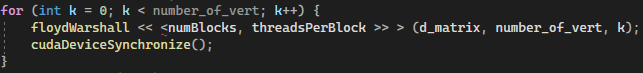 for (int k = 0; k < number_of_vert; k++) {
    floydWarshall << <numBlocks, threadsPerBlock >> > (d_matrix, number_of_vert, k);
    cudaDeviceSynchronize();
}